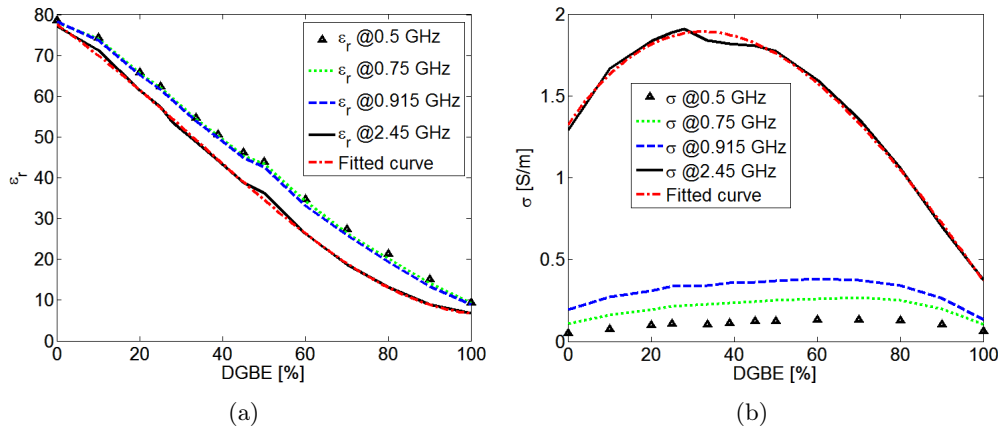 80
70
60
50
40
30
20
10
0
εr
0 20 40 60 80 100
DGBE [%]
εr @0.5 GHz
εr @0.75 GHz
εr @0.915 GHz
εr @2.45 GHz
Fitted curve
(a)
2
1.5
1
0.5
0
σ [S/m]
0 20 40 60 80 100
DGBE [%]
σ @0.5 GHz
σ @0.75 GHz
σ @0.915 GHz
σ @2.45 GHz
Fitted curve
(b)